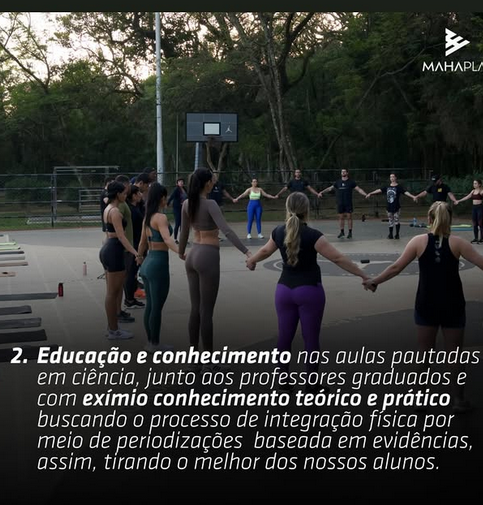 MAHAPLA
2. Educação e conhecimento nas aulas pautadas
em ciência, junto aos professores graduados e
com exímio conhecimento teórico e prático
buscando o processo de integração física por
meio de periodizações baseada em evidências,
assim, tirando o melhor dos nossos alunos.